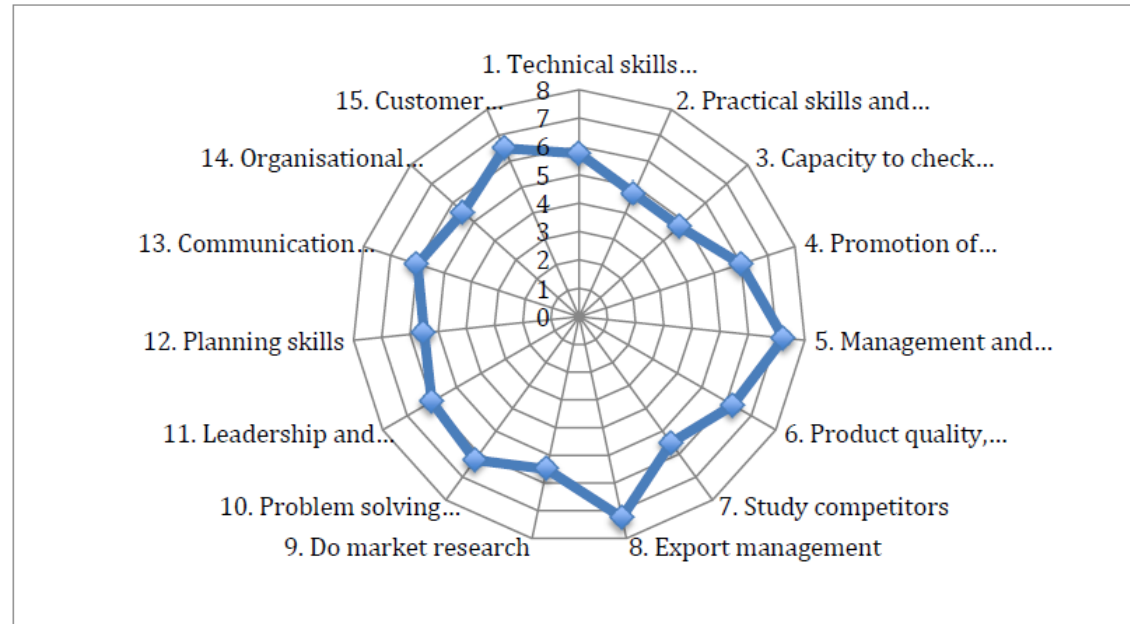 1. Technical skills...
15. Customer...
2. Practical skills and...
14. Organisational...
3. Capacity to check...
13. Communication...
4. Promotion of...
12. Planning skills
5. Management and...
11. Leadership and...
6. Product quality,...
10. Problem solving...
7. Study competitors
9. Do market research
8. Export management
8
7
6
5
4
3
2
1
0